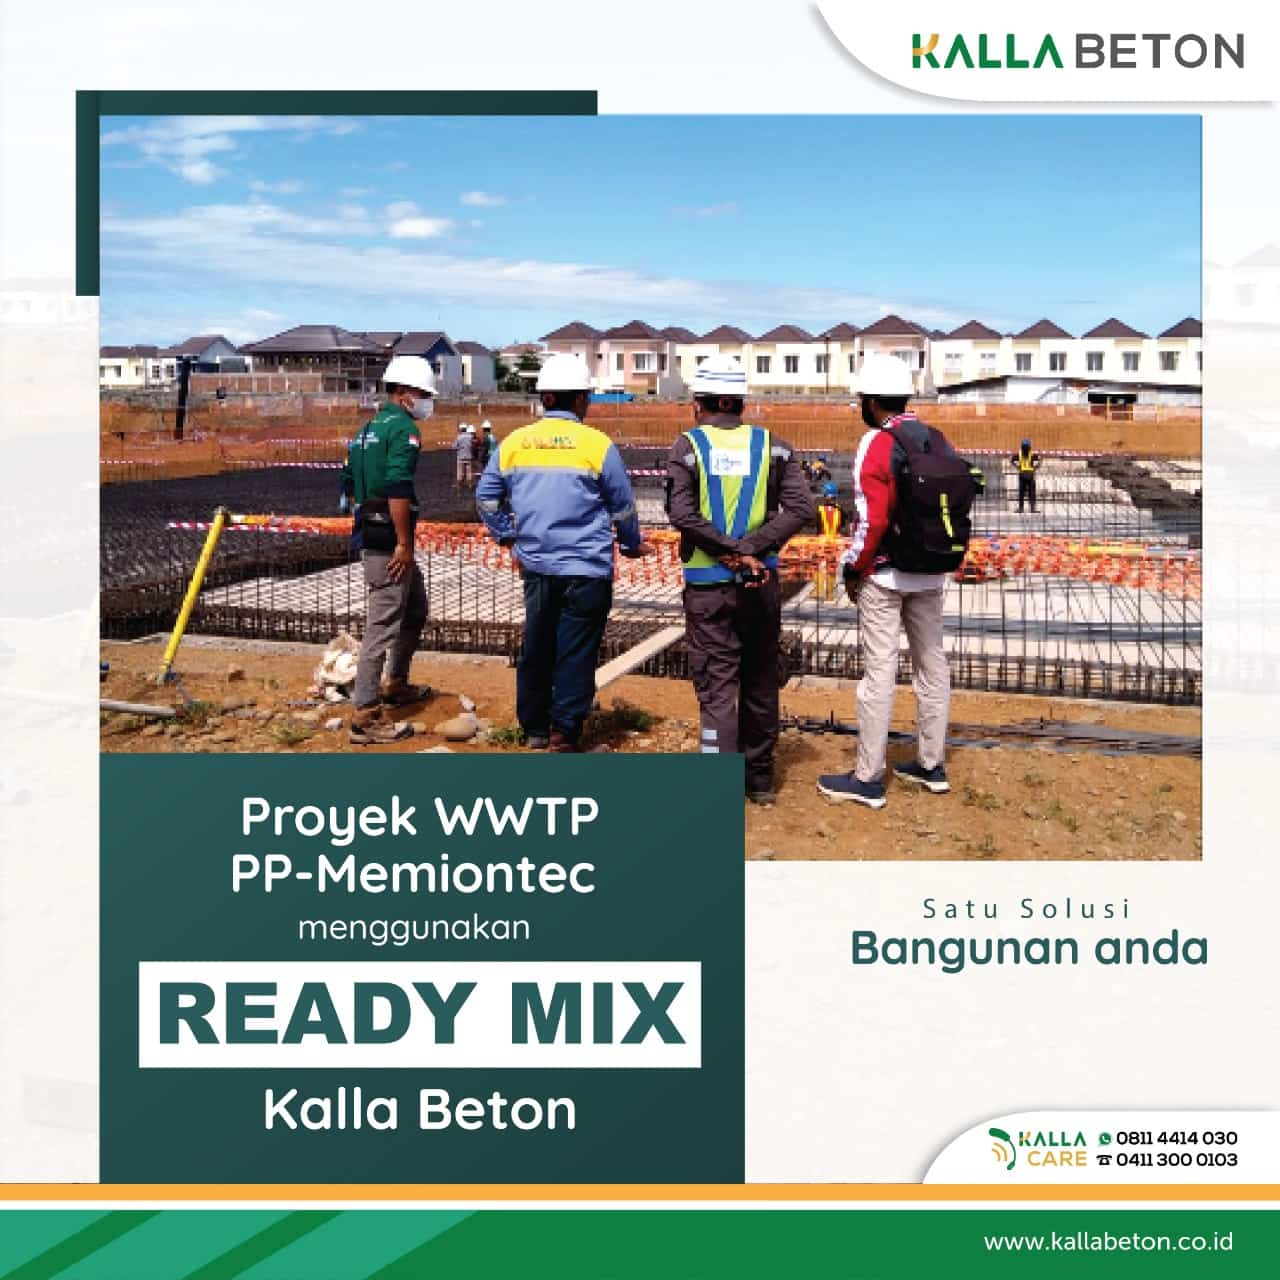 KALLA BETON
Proyek WWTP
PP-Memiontec
menggunakan
READY MIX
Kalla Beton
Satu Solusi
Bangunan anda
KALLA
CARE
0811 4414 030
0411 300 0103
www.kallabeton.co.id